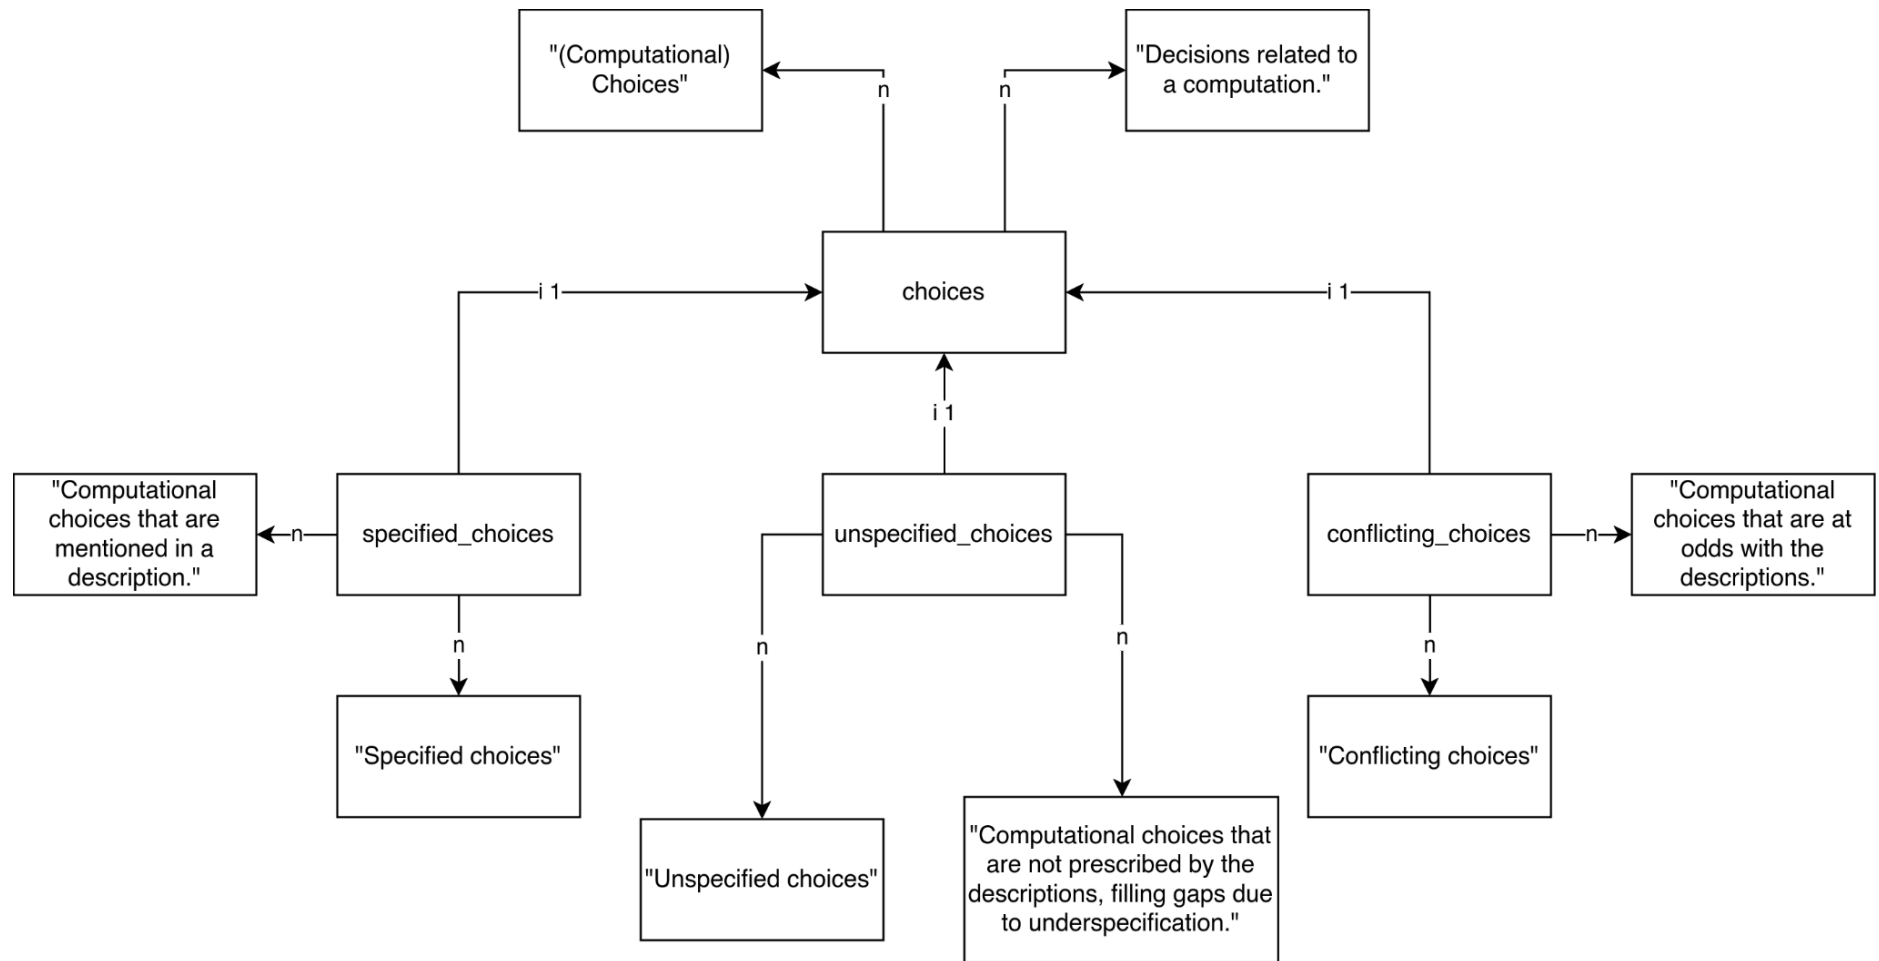 "(Computational)
Choices"
"Decisions related to
a computation."
n
n
choices
i 1
i 1
i 1
"Computational
choices that are
mentioned in a
description."
n
specified_choices
unspecified_choices
conflicting_choices
n
"Computational
choices that are at
odds with the
descriptions."
n
n
n
n
"Specified choices"
"Conflicting choices"
"Unspecified choices"
"Computational choices that
are not prescribed by the
descriptions, filling gaps due
to underspecification."